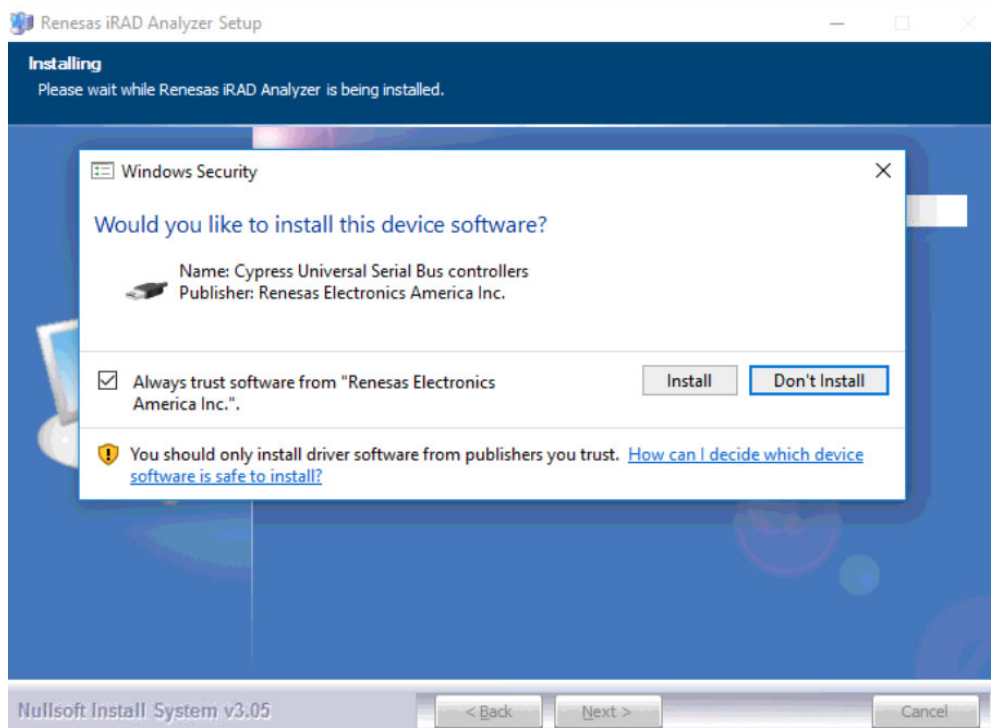 Renesas iRAD Analyzer Setup
Installing
Please wait while Renesas iRAD Analyzer is being installed.
Windows Security
Would you like to install this device software?
Name: Cypress Universal Serial Bus controllers
Publisher: Renesas Electronics America Inc.
Always trust software from "Renesas Electronics
America Inc.".
Install
Don't Install
You should only install driver software from publishers you trust. How can I decide which device
software is safe to install?
Nullsoft Install System v3.05
< Back
Next >
Cancel